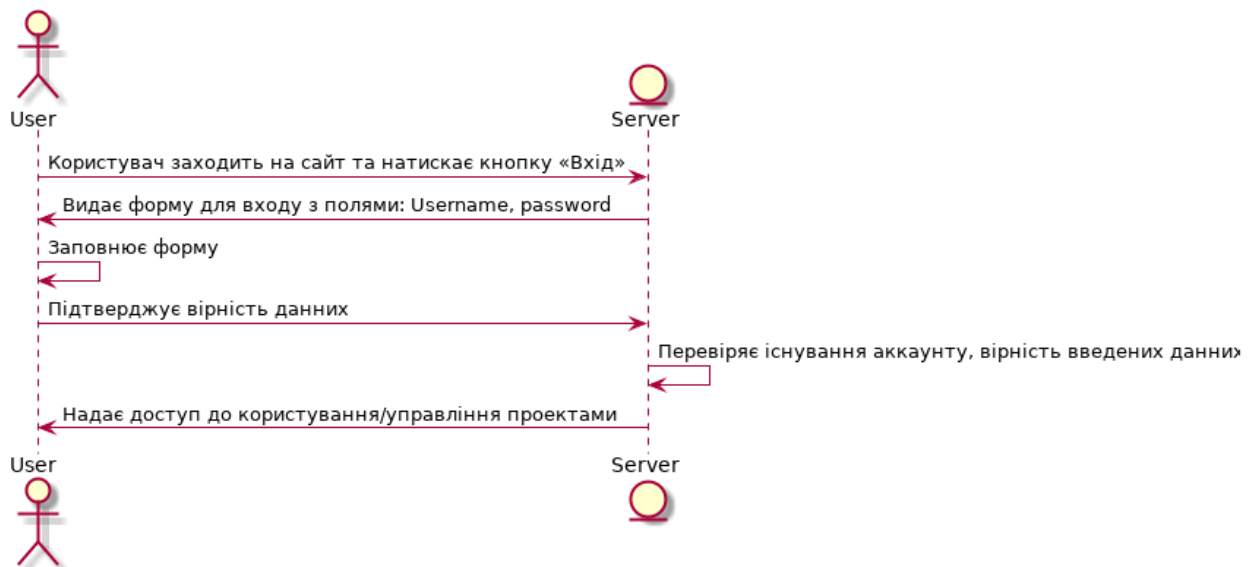 User
Server
Користувач заходить на сайт та натискає кнопку «Вхід»
Видає форму для входу з полями: Username, password
Заповнює форму
Підтверджує вірність данних
Перевіряє існування аккаунту, вірність введених данних
Надає доступ до користування/управління проектами
User
Server